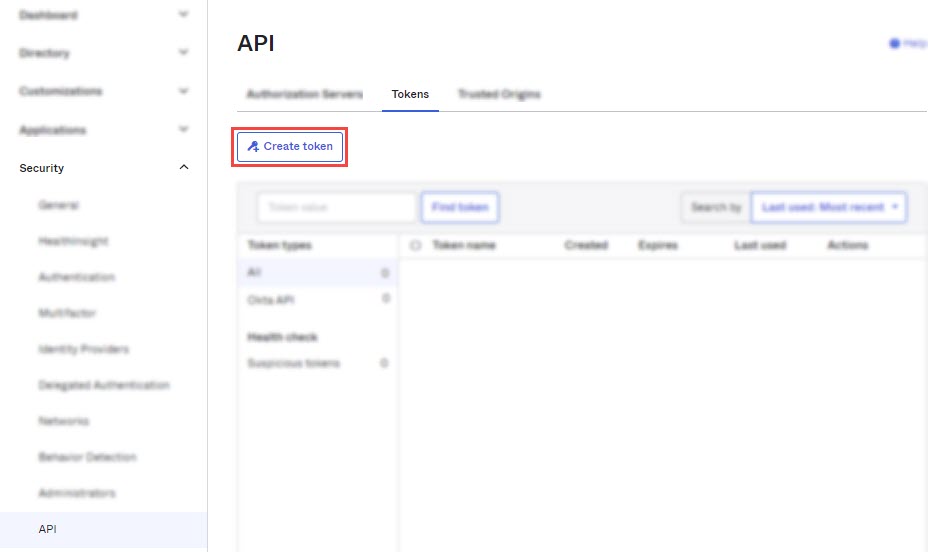 Dashboard
Directory
Customizations
Applications
Security
General
HealthInsight
Authentication
Multifactor
Identity Providers
Delegated Authentication
Networks
Behavior Detection
Administrators
API
API
Help
Authorization Servers Tokens Trusted Origins
Create token
Token value Find token Search by Last used: Most recent
Token types Token name Created Expires Last used Actions
All 0
Okta API 0
Health check
Suspicious tokens 0